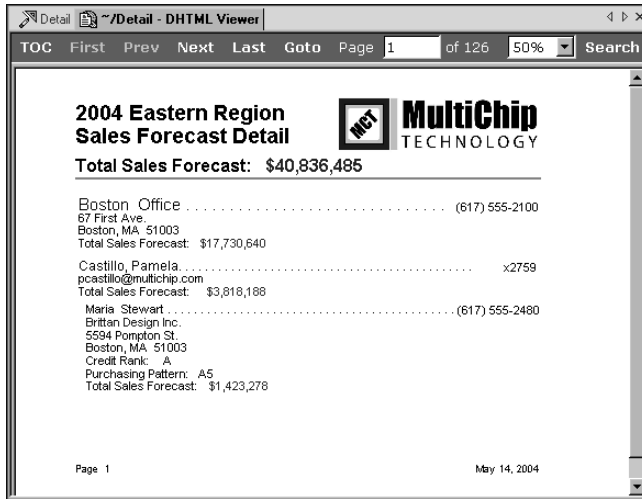 Detail ~/Detail - DHTML Viewer
TOC First Prev Next Last Goto Page 1 of 126 50% Search
2004 Eastern Region
Sales Forecast Detail
MCT
MultiChip
TECHNOLOGY
Total Sales Forecast: $40,836,485
Boston Office . . . . . . . . . . . . . . . . . . . . . . . . . . . . . . (617) 555-2100
67 First Ave.
Boston, MA 51003
Total Sales Forecast: $17,730,640
Castillo, Pamela. . . . . . . . . . . . . . . . . . . . . . . . . . . . . . . . . . x2759
pcastillo@multichip.com
Total Sales Forecast: $3,818,188
Maria Stewart . . . . . . . . . . . . . . . . . . . . . . . . . . . . . . . . . . (617) 555-2480
Brittan Design Inc.
5594 Pompton St.
Boston, MA 51003
Credit Rank: A
Purchasing Pattern: A5
Total Sales Forecast: $1,423,278
Page 1 May 14, 2004